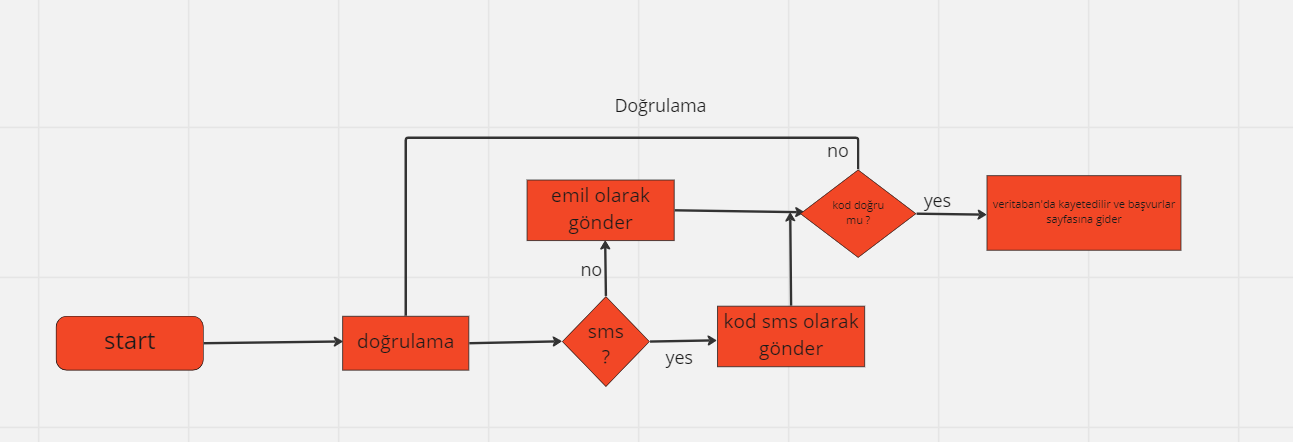 Doğrulama
no
emil olarak
gönder
kod doğru
mu ?
yes
veritaban'da kayetedilir ve başvurlar
sayfasına gider
no
start
doğrulama
sms
?
yes
kod sms olarak
gönder